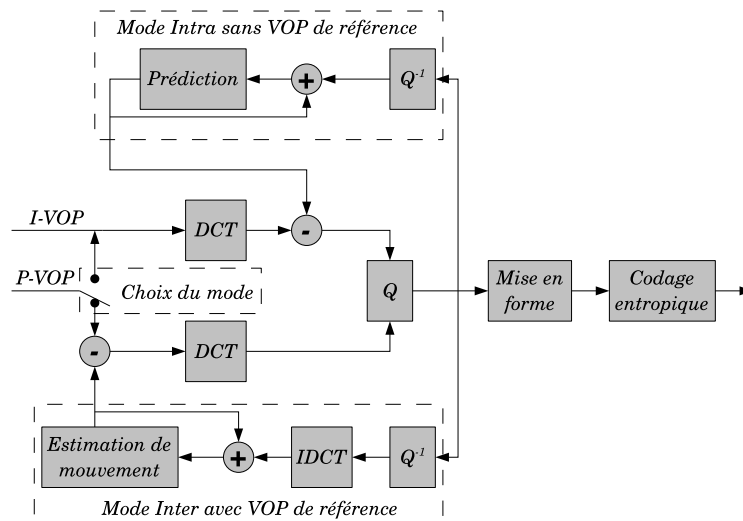 Mode Intra sans VOP de référence
Prédiction
+
Q⁻¹
I-VOP
DCT
-
P-VOP
Choix du mode
Q
Mise en
forme
Codage
entropique
-
DCT
Estimation de
mouvement
+
IDCT
Q⁻¹
Mode Inter avec VOP de référence